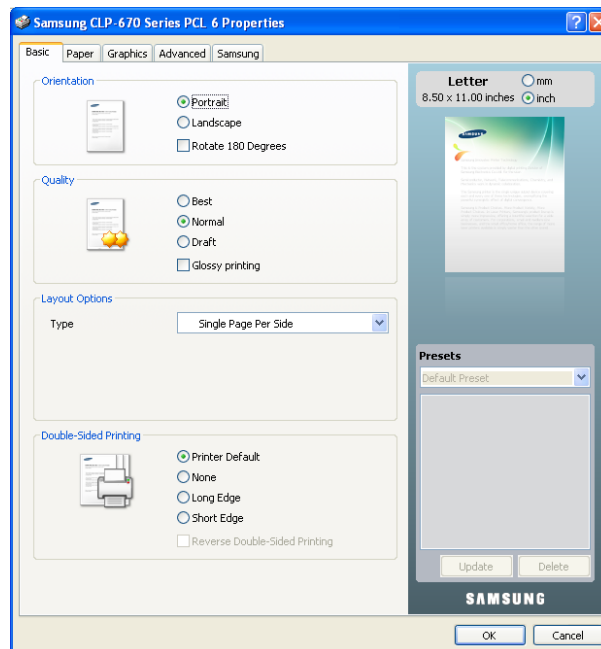 Samsung CLP-670 Series PCL 6 Properties
Basic Paper Graphics Advanced Samsung
Orientation
Portrait
Landscape
Rotate 180 Degrees
Quality
Best
Normal
Draft
Glossy printing
Layout Options
Type Single Page Per Side
Double-Sided Printing
Printer Default
None
Long Edge
Short Edge
Reverse Double-Sided Printing
Letter mm
8.50 x 11.00 inches inch
SAMSUNG
Presets
Default Preset
Update Delete
SAMSUNG
OK Cancel